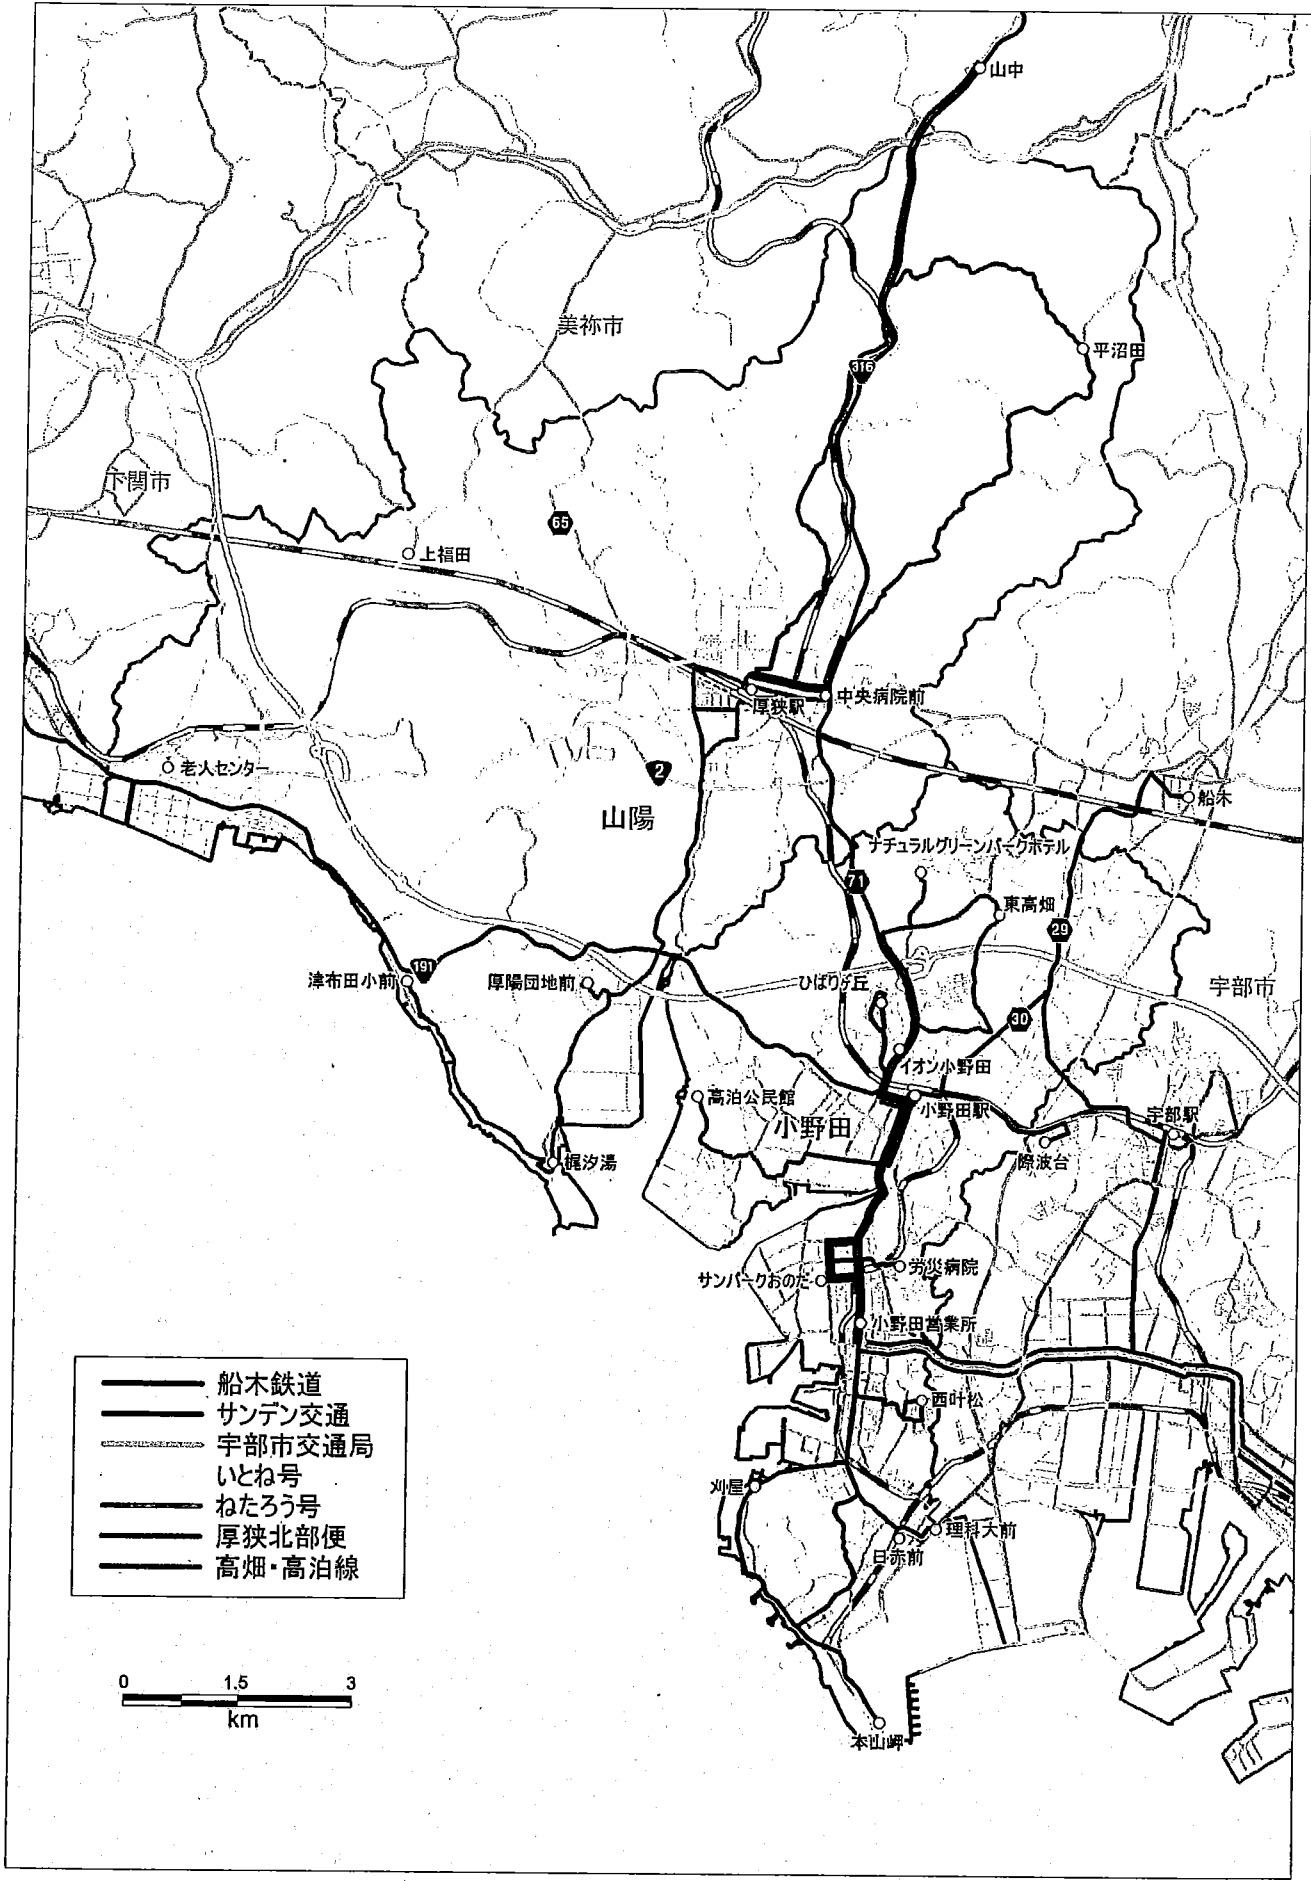 山中
美祢市
平沼田
316
下関市
65
上福田
厚狭駅
中央病院前
老人センター
2
山陽
船木
ナチュラルグリーンパークホテル
71
東高畑
29
191
津布田小前
厚陽団地前
ひばりヶ丘
宇部市
30
イオン小野田
高泊公民館
小野田駅
小野田
宇部駅
際波台
梶汐湯
サンパークおのだ
労災病院
小野田営業所
西叶松
刈屋
理科大前
日赤前
本山岬
船木鉄道
サンデン交通
宇部市交通局
いとね号
ねたろう号
厚狭北部便
高畑・高泊線
0 1.5 3
km